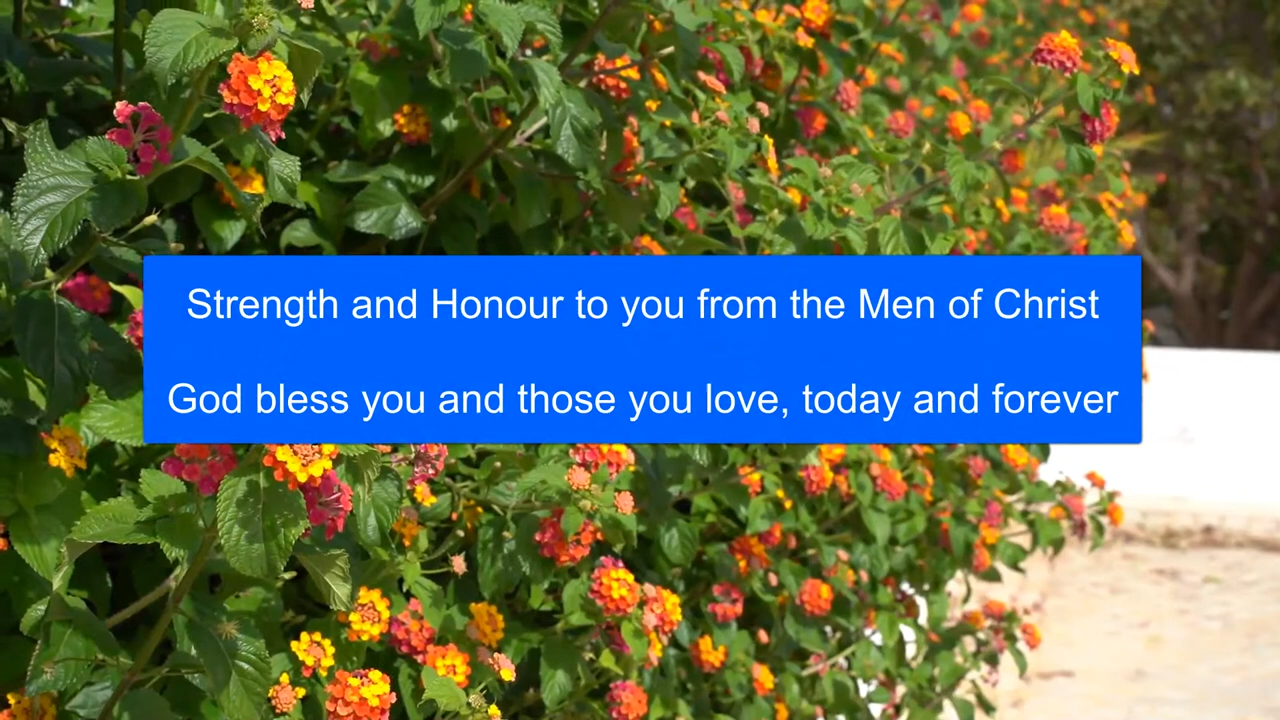 Strength and Honour to you from the Men of Christ
God bless you and those you love, today and forever